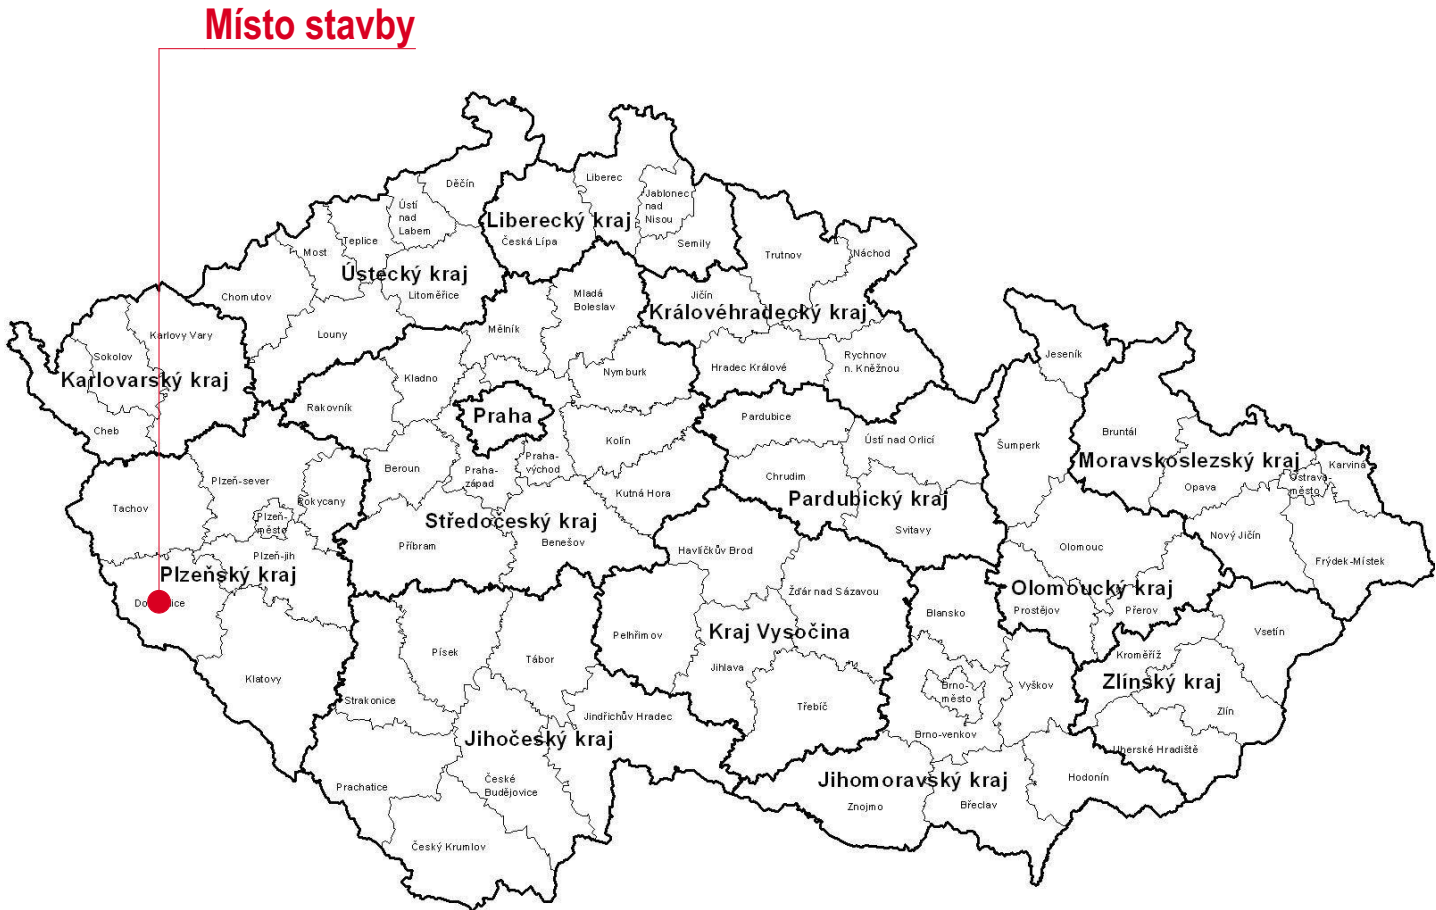 Místo stavby
Děčín
Liberec
Ústí
nad
Labem
Jablonec
nad
Nisou
Liberecký kraj
Česká Lípa
Semily
Teplice
Most
Ústecký kraj
Litoměřice
Trutnov
Náchod
Chomutov
Louny
Mladá
Boleslav
Jičín
Královéhradecký kraj
Mělník
Karlovy Vary
Sokolov
Karlovarský kraj
Cheb
Kladno
Nymburk
Hradec Králové
Rychnov
n. Kněžnou
Jeseník
Rakovník
Praha
Pardubice
Kolín
Ústí nad Orlicí
Šumperk
Bruntál
Beroun
Praha-
západ
Praha-
východ
Kutná Hora
Chrudim
Pardubický kraj
Svitavy
Moravskoslezský kraj
Karviná
Opava
Ostrava-
město
Nový Jičín
Frýdek-Místek
Plzeň-sever
Tachov
Rokycany
Plzeň-
město
Plzeň-jih
Plzeňský kraj
Středočeský kraj
Příbram
Benešov
Havlíčkův Brod
Olomouc
Olomoucký kraj
Prostějov
Přerov
Žďár nad Sázavou
Blansko
Pelhřimov
Kraj Vysočina
Jihlava
Vsetín
Kroměříž
Zlínský kraj
Zlín
Klatovy
Písek
Tábor
Strakonice
Jindřichův Hradec
Třebíč
Brno-
město
Vyškov
Brno-venkov
Uherské Hradiště
Jihočeský kraj
Prachatice
České
Budějovice
Český Krumlov
Jihomoravský kraj
Znojmo
Břeclav
Hodonín